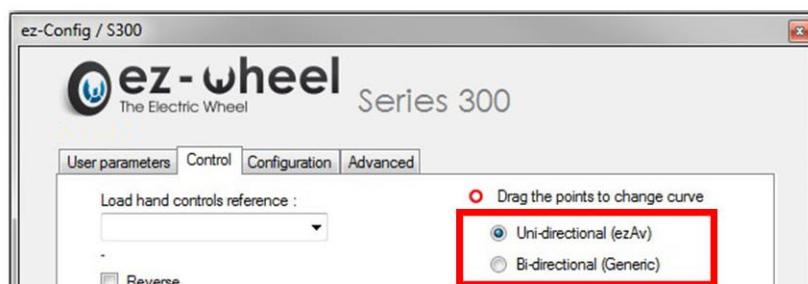 ez-Config / S300
ez-wheel
The Electric Wheel
Series 300
User parameters Control Configuration Advanced
Load hand controls reference :
-
Reverse
Drag the points to change curve
Uni-directional (ezAv)
Bi-directional (Generic)